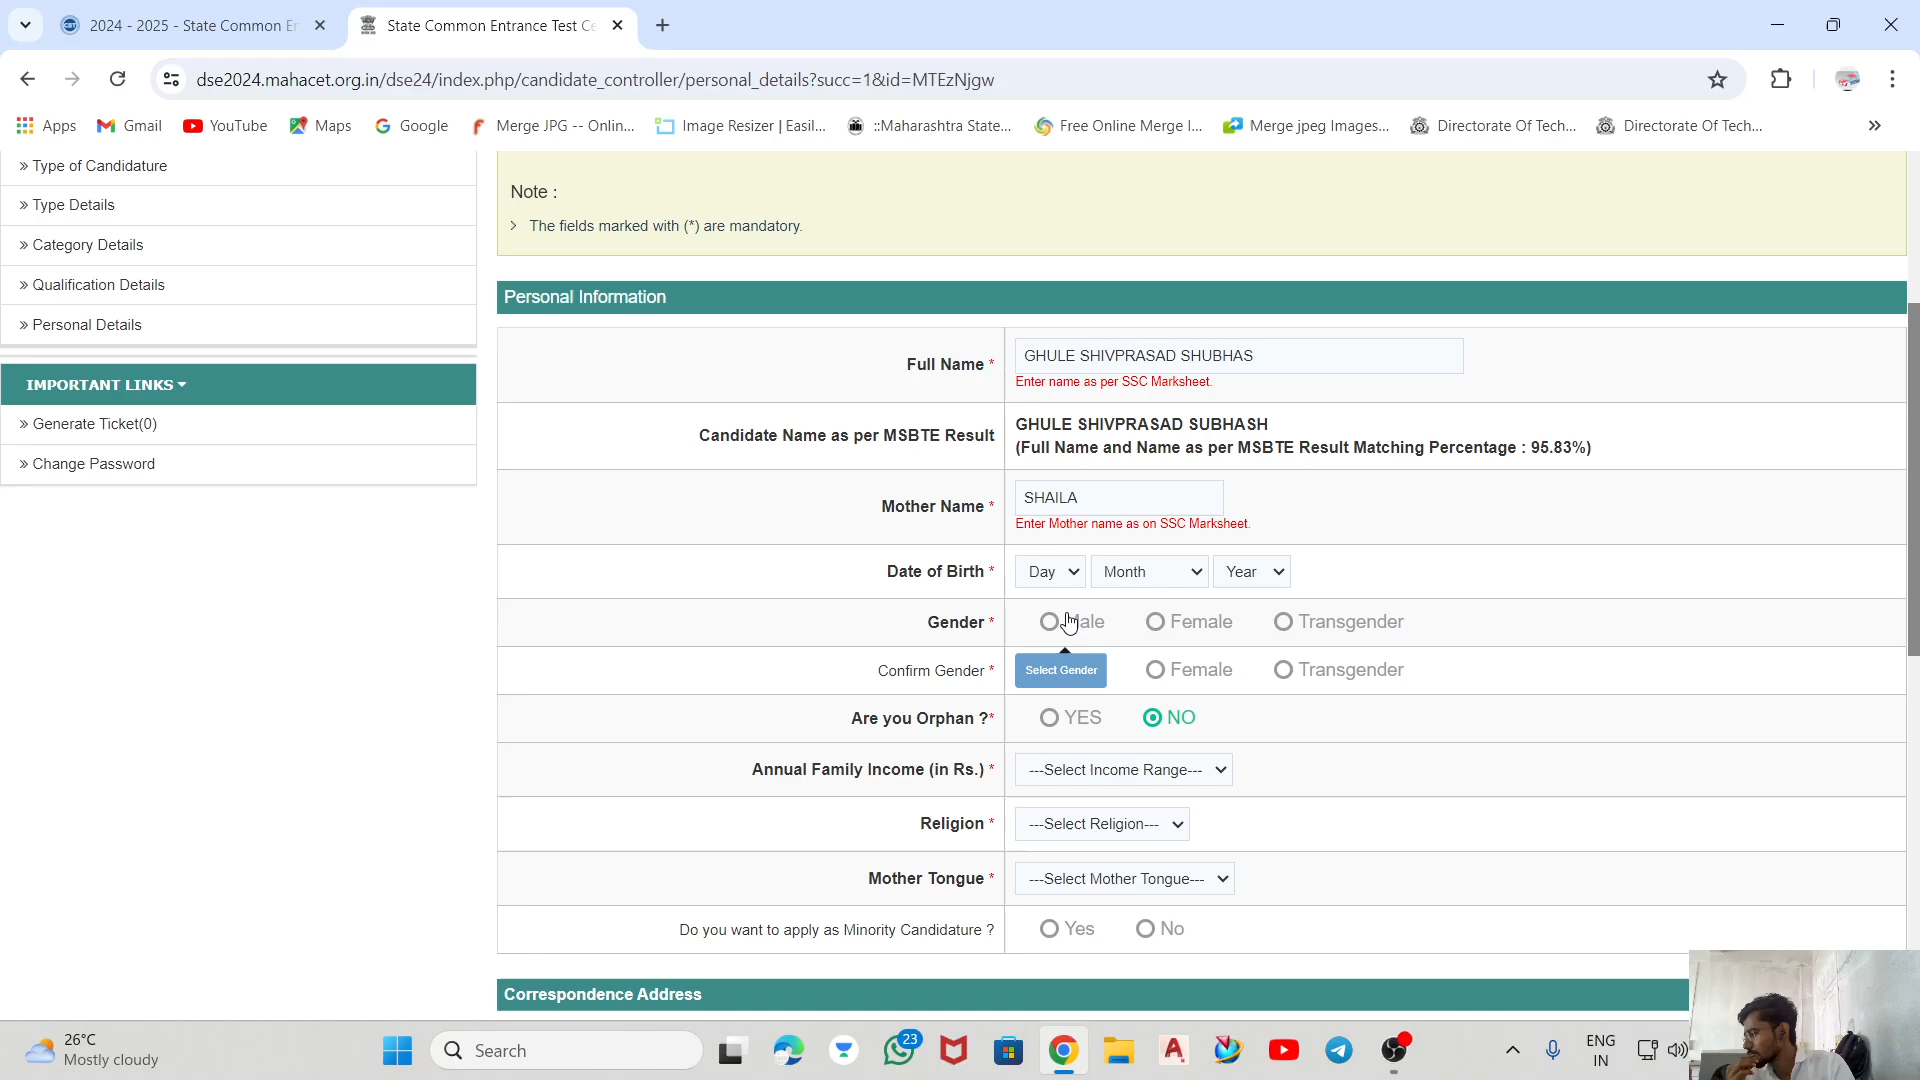 2024 - 2025 - State Common Er
State Common Entrance Test Ce
dse2024.mahacet.org.in/dse24/index.php/candidate_controller/personal_details?succ=1&id=MTEzNjgw
Apps
Gmail
YouTube
Maps
Google
Merge JPG -- Onlin...
Image Resizer | Easil...
::Maharashtra State...
Free Online Merge I...
Merge jpeg Images...
Directorate Of Tech...
Directorate Of Tech...
» Type of Candidature
» Type Details
» Category Details
» Qualification Details
» Personal Details
IMPORTANT LINKS
» Generate Ticket(0)
» Change Password
Note :
> The fields marked with (*) are mandatory.
Personal Information
Full Name *
GHULE SHIVPRASAD SHUBHAS
Enter name as per SSC Marksheet.
Candidate Name as per MSBTE Result
GHULE SHIVPRASAD SUBHASH
(Full Name and Name as per MSBTE Result Matching Percentage : 95.83%)
Mother Name *
SHAILA
Enter Mother name as on SSC Marksheet.
Date of Birth *
Day Month Year
Gender *
Female Transgender
Confirm Gender *
Select Gender
Female Transgender
Are you Orphan ?*
YES NO
Annual Family Income (in Rs.) *
---Select Income Range---
Religion *
---Select Religion---
Mother Tongue *
---Select Mother Tongue---
Do you want to apply as Minority Candidature ?
Yes No
Correspondence Address
26°C
Mostly cloudy
Search
23
ENG
IN